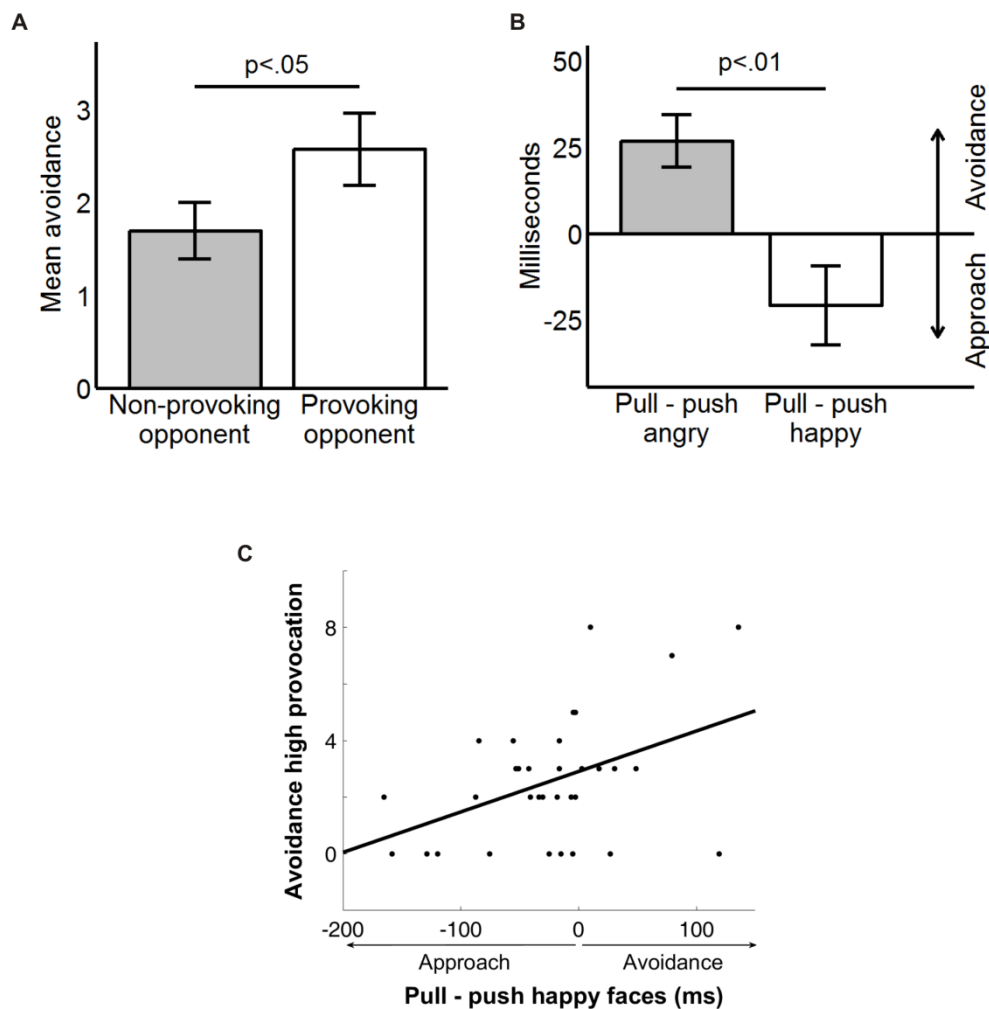 A
p<.05
Mean avoidance
3
2
1
0
Non-provoking
opponent
Provoking
opponent
B
p<.01
Milliseconds
50
25
0
-25
Avoidance
Approach
Pull - push
angry
Pull - push
happy
C
Avoidance high provocation
8
4
0
-200
-100
0
100
Approach
Avoidance
Pull - push happy faces (ms)